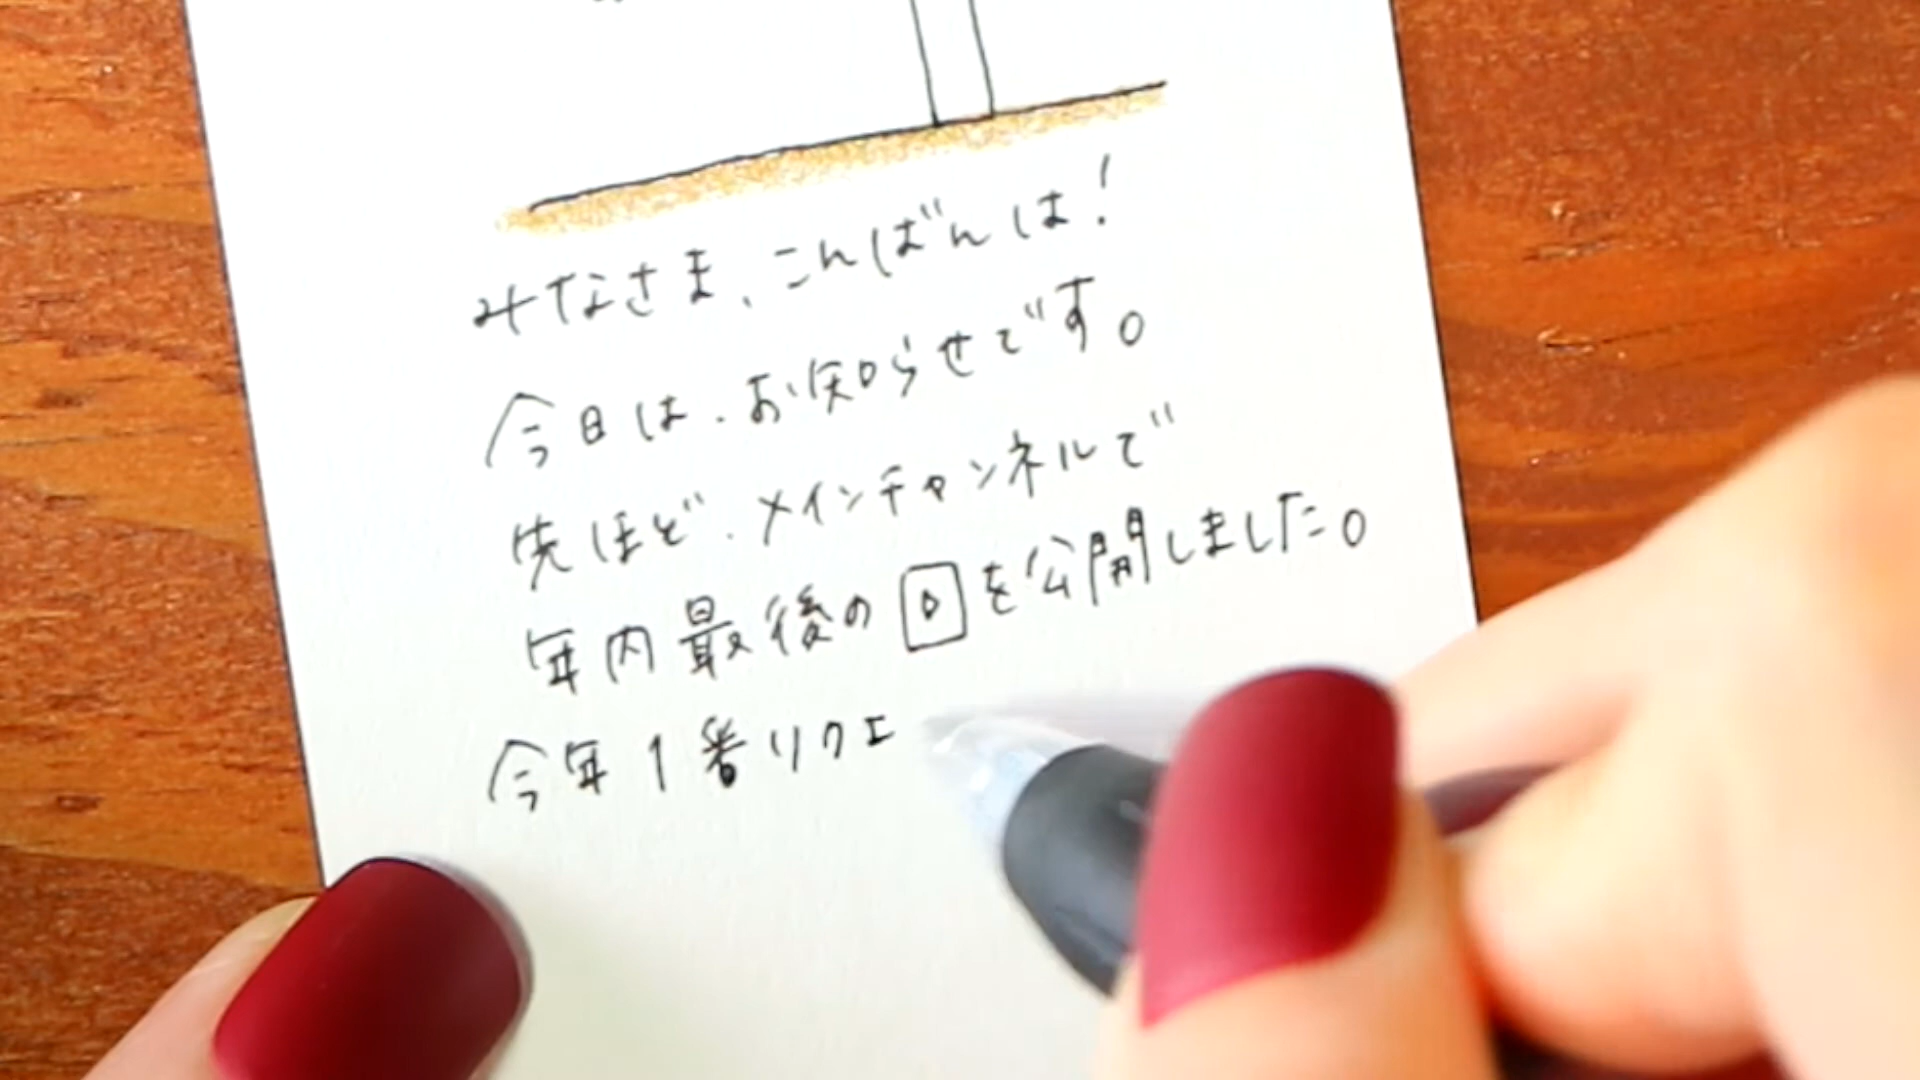 みなさま、こんばんは！
今日は、お知らせです。
先ほど、メインチャンネルで
年内最後の▷を公開しました。
今年1番リクエ